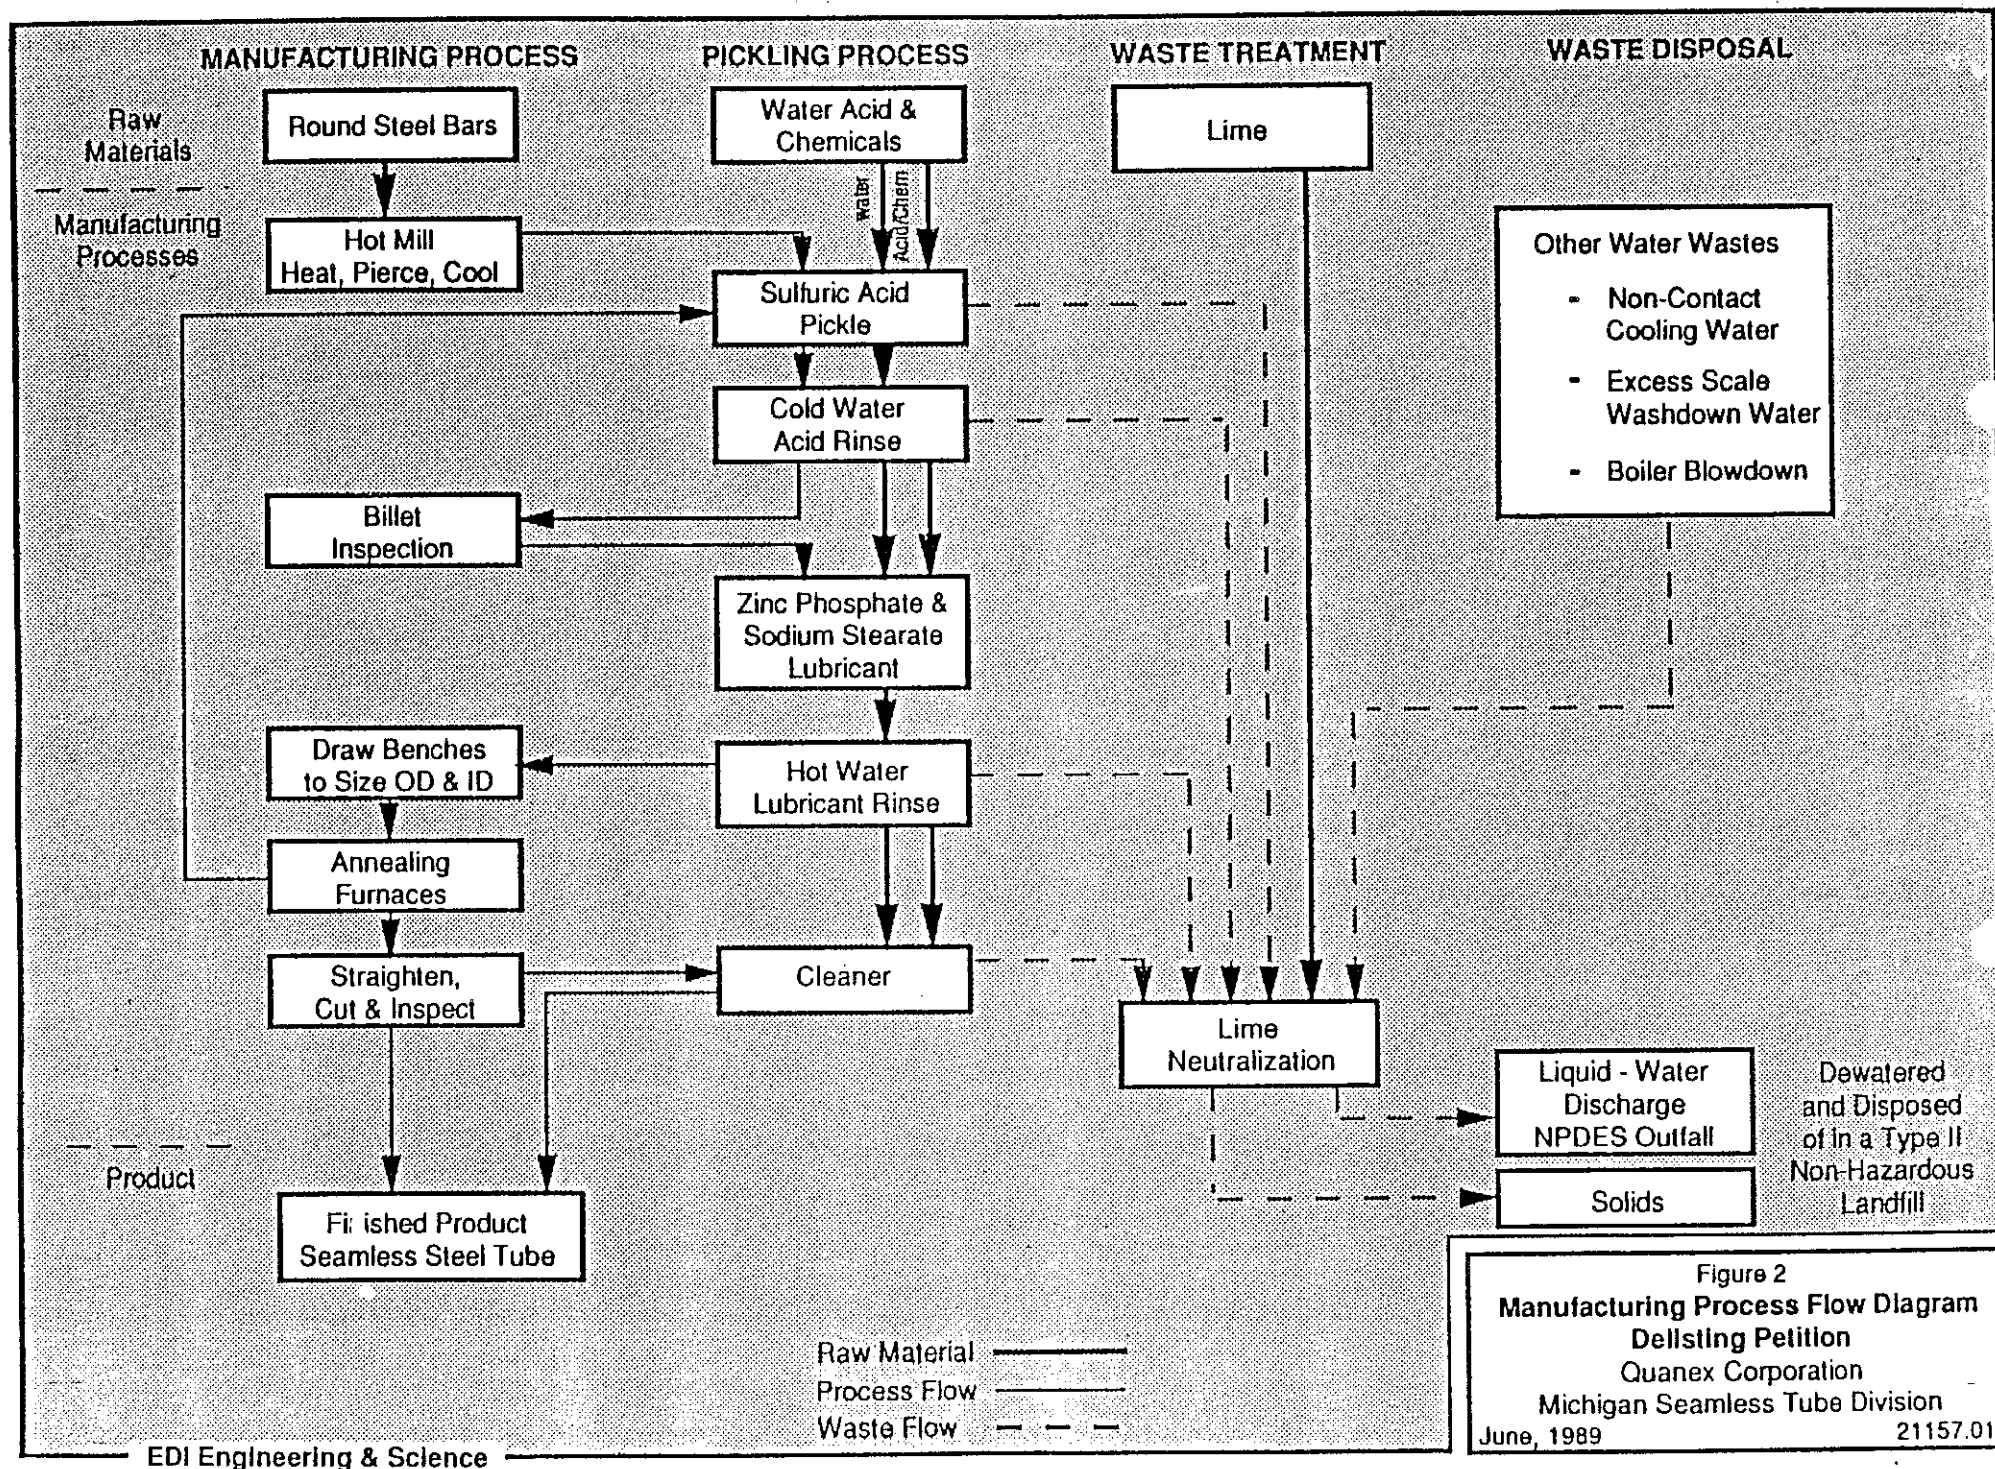 MANUFACTURING PROCESS
PICKLING PROCESS
WASTE TREATMENT
WASTE DISPOSAL
Raw
Materials
Round Steel Bars
Water Acid &
Chemicals
Lime
Water
Acid/Chem
Manufacturing
Processes
Hot Mill
Heat, Pierce, Cool
Sulfuric Acid
Pickle
Other Water Wastes
- Non-Contact
Cooling Water
- Excess Scale
Washdown Water
- Boiler Blowdown
Cold Water
Acid Rinse
Billet
Inspection
Zinc Phosphate &
Sodium Stearate
Lubricant
Draw Benches
to Size OD & ID
Hot Water
Lubricant Rinse
Annealing
Furnaces
Straighten,
Cut & Inspect
Cleaner
Lime
Neutralization
Liquid - Water
Discharge
NPDES Outfall
Dewatered
and Disposed
of in a Type II
Non-Hazardous
Landfill
Solids
Product
Fi ished Product
Seamless Steel Tube
Raw Material
Process Flow
Waste Flow
Figure 2
Manufacturing Process Flow Diagram
Delisting Petition
Quanex Corporation
Michigan Seamless Tube Division
June, 1989 21157.01
EDI Engineering & Science